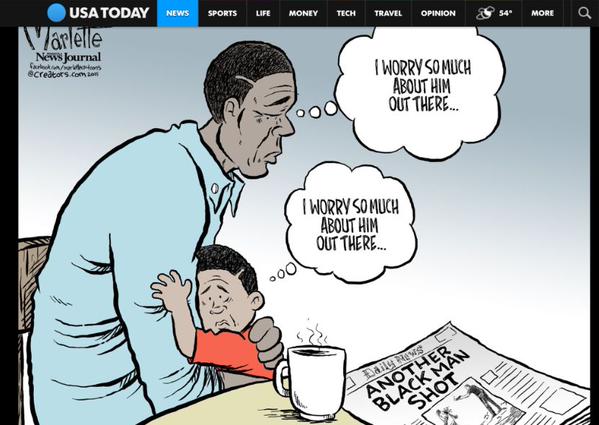 USA TODAY NEWS SPORTS LIFE MONEY TECH TRAVEL OPINION 54° MORE
Marlette
News Journal
©creators.com 2015
I WORRY SO MUCH
ABOUT HIM
OUT THERE...
I WORRY SO MUCH
ABOUT HIM
OUT THERE...
Daily News
ANOTHER
BLACK MAN
SHOT